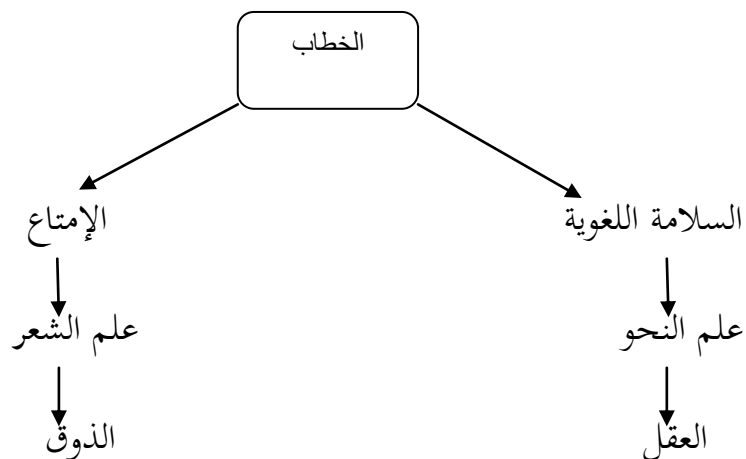 الخطاب
السلامة اللغوية
الإمتاع
علم النحو
علم الشعر
العقل
الذوق